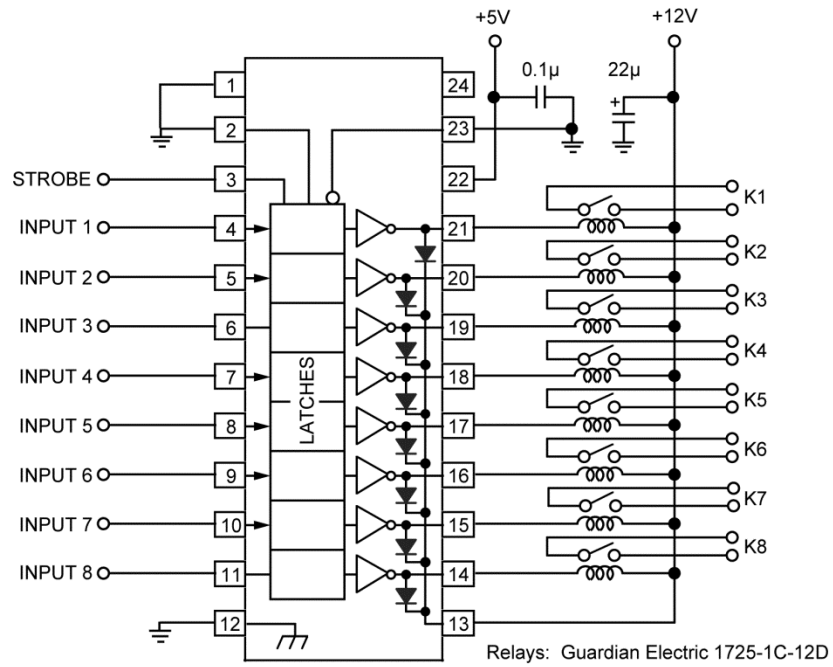 +5V
+12V
0.1µ
22µ
+
1
24
2
23
STROBE
3
22
K1
INPUT 1
4
21
K2
INPUT 2
5
20
K3
INPUT 3
6
19
K4
INPUT 4
7
LATCHES
18
K5
INPUT 5
8
17
K6
INPUT 6
9
16
K7
INPUT 7
10
15
K8
INPUT 8
11
14
12
13
Relays: Guardian Electric 1725-1C-12D